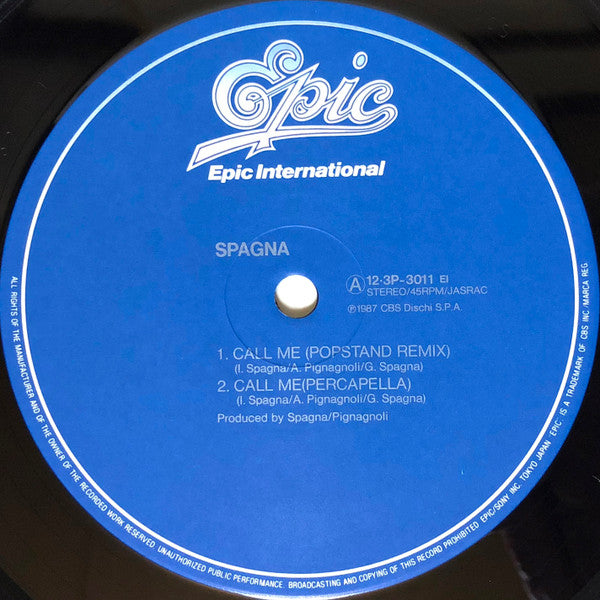 Epic
Epic International
SPAGNA
A 12·3P-3011 EI
STEREO/45RPM/JASRAC
℗1987 CBS Dischi S.P.A.
1. CALL ME (POPSTAND REMIX)
(I. Spagna/A. Pignagnoli/G. Spagna)
2. CALL ME(PERCAPELLA)
(I. Spagna/A. Pignagnoli/G. Spagna)
Produced by Spagna/Pignagnoli
ALL RIGHTS OF THE MANUFACTURER AND OF THE OWNER OF THE RECORDED WORK RESERVED. UNAUTHORIZED PUBLIC PERFORMANCE. BROADCASTING AND COPYING OF THIS RECORD PROHIBITED EPIC/SONY INC. TOKYO JAPAN 'EPIC' IS A TRADEMARK OF CBS INC /MARCA REG.